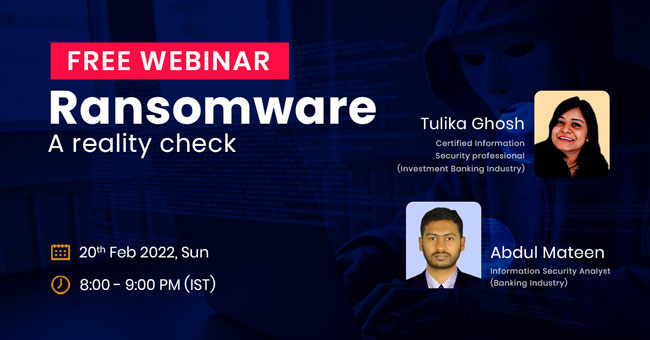 FREE WEBINAR
Ransomware
A reality check
Tulika Ghosh
Certified Information
Security professional
(Investment Banking Industry)
Abdul Mateen
Information Security Analyst
(Banking Industry)
20th Feb 2022, Sun
8:00 - 9:00 PM (IST)